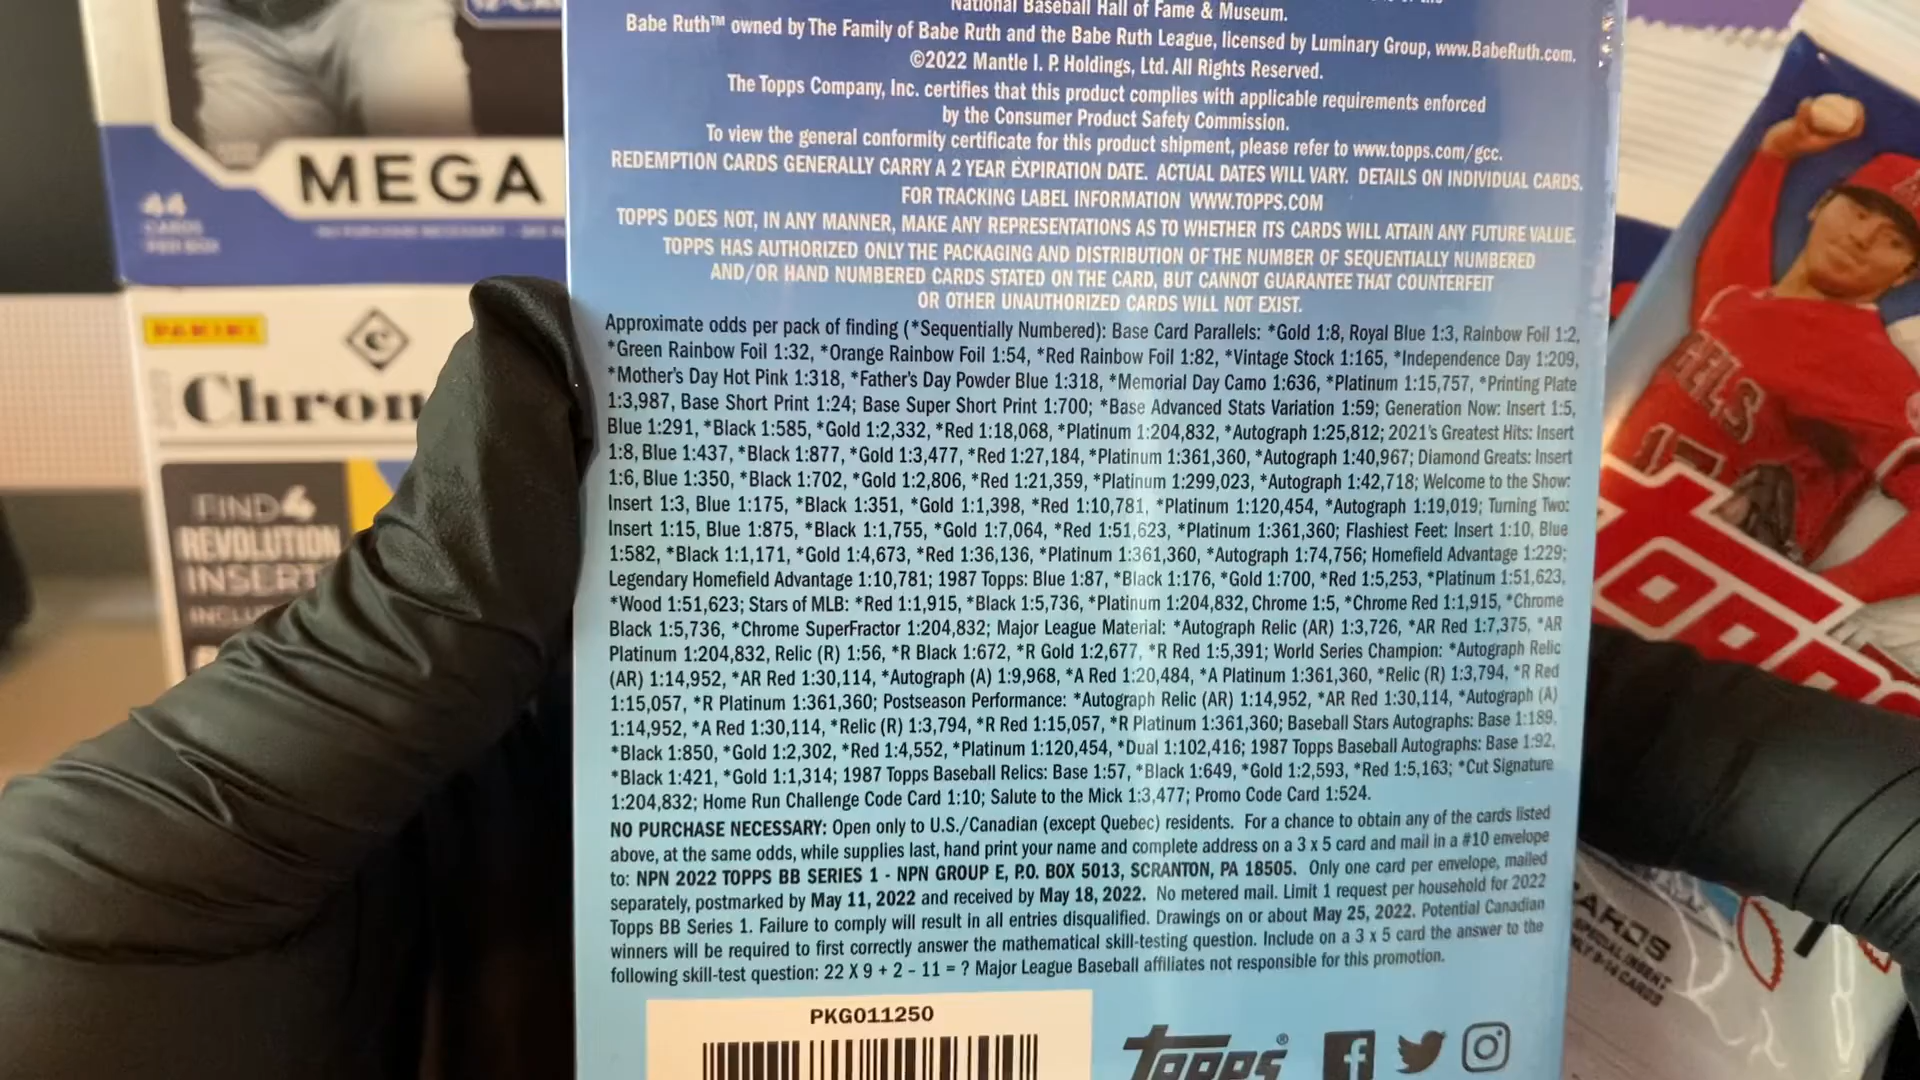 National Baseball Hall of Fame & Museum.
Babe Ruth™ owned by The Family of Babe Ruth and the Babe Ruth League, licensed by Luminary Group, www.BabeRuth.com.
©2022 Mantle I. P. Holdings, Ltd. All Rights Reserved.
The Topps Company, Inc. certifies that this product complies with applicable requirements enforced
by the Consumer Product Safety Commission.
To view the general conformity certificate for this product shipment, please refer to www.topps.com/gcc.
REDEMPTION CARDS GENERALLY CARRY A 2 YEAR EXPIRATION DATE. ACTUAL DATES WILL VARY. DETAILS ON INDIVIDUAL CARDS.
FOR TRACKING LABEL INFORMATION WWW.TOPPS.COM
TOPPS DOES NOT, IN ANY MANNER, MAKE ANY REPRESENTATIONS AS TO WHETHER ITS CARDS WILL ATTAIN ANY FUTURE VALUE.
TOPPS HAS AUTHORIZED ONLY THE PACKAGING AND DISTRIBUTION OF THE NUMBER OF SEQUENTIALLY NUMBERED
AND/OR HAND NUMBERED CARDS STATED ON THE CARD, BUT CANNOT GUARANTEE THAT COUNTERFEIT
OR OTHER UNAUTHORIZED CARDS WILL NOT EXIST.
Approximate odds per pack of finding (*Sequentially Numbered): Base Card Parallels: *Gold 1:8, Royal Blue 1:3, Rainbow Foil 1:2,
*Green Rainbow Foil 1:32, *Orange Rainbow Foil 1:54, *Red Rainbow Foil 1:82, *Vintage Stock 1:165, *Independence Day 1:209,
*Mother's Day Hot Pink 1:318, *Father's Day Powder Blue 1:318, *Memorial Day Camo 1:636, *Platinum 1:15,757, *Printing Plate
1:3,987, Base Short Print 1:24; Base Super Short Print 1:700; *Base Advanced Stats Variation 1:59; Generation Now: Insert 1:5,
Blue 1:291, *Black 1:585, *Gold 1:2,332, *Red 1:18,068, *Platinum 1:204,832, *Autograph 1:25,812; 2021's Greatest Hits: Insert
1:8, Blue 1:437, *Black 1:877, *Gold 1:3,477, *Red 1:27,184, *Platinum 1:361,360, *Autograph 1:40,967; Diamond Greats: Insert
1:6, Blue 1:350, *Black 1:702, *Gold 1:2,806, *Red 1:21,359, *Platinum 1:299,023, *Autograph 1:42,718; Welcome to the Show:
Insert 1:3, Blue 1:175, *Black 1:351, *Gold 1:1,398, *Red 1:10,781, *Platinum 1:120,454, *Autograph 1:19,019; Turning Two:
Insert 1:15, Blue 1:875, *Black 1:1,755, *Gold 1:7,064, *Red 1:51,623, *Platinum 1:361,360; Flashiest Feet: Insert 1:10, Blue
1:582, *Black 1:1,171, *Gold 1:4,673, *Red 1:36,136, *Platinum 1:361,360, *Autograph 1:74,756; Homefield Advantage 1:229;
Legendary Homefield Advantage 1:10,781; 1987 Topps: Blue 1:87, *Black 1:176, *Gold 1:700, *Red 1:5,253, *Platinum 1:51,623,
*Wood 1:51,623; Stars of MLB: *Red 1:1,915, *Black 1:5,736, *Platinum 1:204,832, Chrome 1:5, *Chrome Red 1:1,915, *Chrome
Black 1:5,736, *Chrome SuperFractor 1:204,832; Major League Material: *Autograph Relic (AR) 1:3,726, *AR Red 1:7,375, *AR
Platinum 1:204,832, Relic (R) 1:56, *R Black 1:672, *R Gold 1:2,677, *R Red 1:5,391; World Series Champion: *Autograph Relic
(AR) 1:14,952, *AR Red 1:30,114, *Autograph (A) 1:9,968, *A Red 1:20,484, *A Platinum 1:361,360, *Relic (R) 1:3,794, *R Red
1:15,057, *R Platinum 1:361,360; Postseason Performance: *Autograph Relic (AR) 1:14,952, *AR Red 1:30,114, *Autograph (A)
1:14,952, *A Red 1:30,114, *Relic (R) 1:3,794, *R Red 1:15,057, *R Platinum 1:361,360; Baseball Stars Autographs: Base 1:189,
*Black 1:850, *Gold 1:2,302, *Red 1:4,552, *Platinum 1:120,454, *Dual 1:102,416; 1987 Topps Baseball Autographs: Base 1:92,
*Black 1:421, *Gold 1:1,314; 1987 Topps Baseball Relics: Base 1:57, *Black 1:649, *Gold 1:2,593, *Red 1:5,163; *Cut Signature
1:204,832; Home Run Challenge Code Card 1:10; Salute to the Mick 1:3,477; Promo Code Card 1:524.
NO PURCHASE NECESSARY: Open only to U.S./Canadian (except Quebec) residents. For a chance to obtain any of the cards listed
above, at the same odds, while supplies last, hand print your name and complete address on a 3 x 5 card and mail in a #10 envelope
to: NPN 2022 TOPPS BB SERIES 1 - NPN GROUP E, P.O. BOX 5013, SCRANTON, PA 18505. Only one card per envelope, mailed
separately, postmarked by May 11, 2022 and received by May 18, 2022. No metered mail. Limit 1 request per household for 2022
Topps BB Series 1. Failure to comply will result in all entries disqualified. Drawings on or about May 25, 2022. Potential Canadian
winners will be required to first correctly answer the mathematical skill-testing question. Include on a 3 x 5 card the answer to the
following skill-test question: 22 X 9 + 2 - 11 = ? Major League Baseball affiliates not responsible for this promotion.
PKG011250
TOPPS®
MEGA
44
CARDS
PER BOX
PANINI
Chron
FIND 4
REVOLUTION
INSERT
INCLU
17
TOPP
CARDS